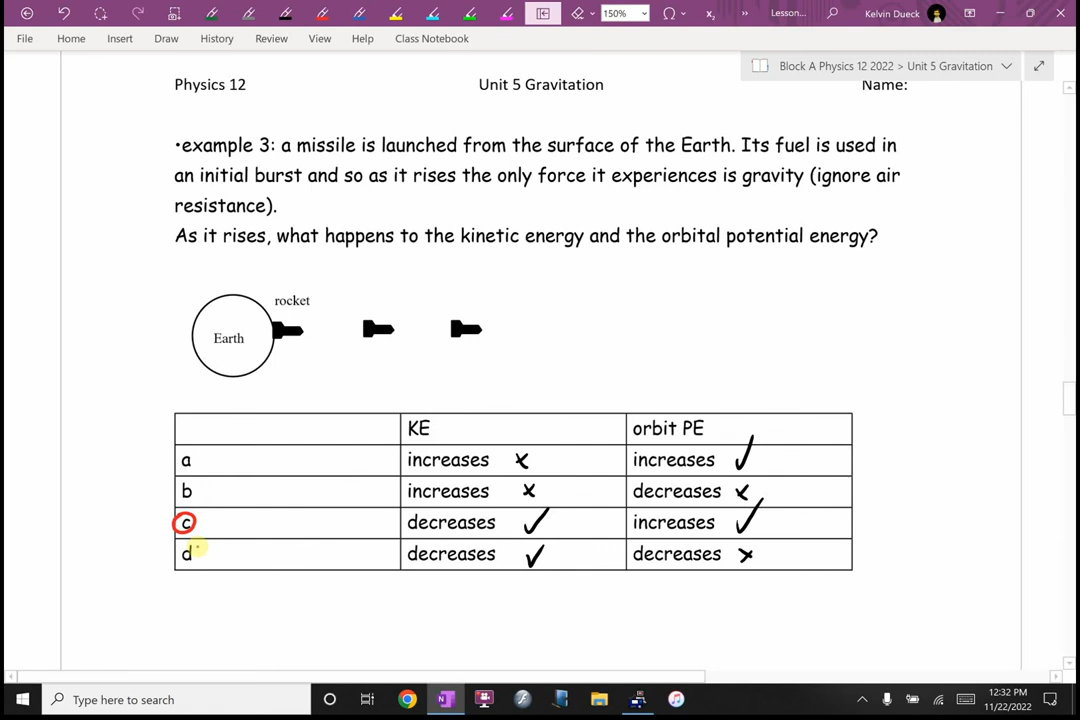 150%
Lesson...
Kelvin Dueck
File Home Insert Draw History Review View Help Class Notebook
Block A Physics 12 2022 > Unit 5 Gravitation
Physics 12 Unit 5 Gravitation Name:
•example 3: a missile is launched from the surface of the Earth. Its fuel is used in
an initial burst and so as it rises the only force it experiences is gravity (ignore air
resistance).
As it rises, what happens to the kinetic energy and the orbital potential energy?
rocket
Earth
KE orbit PE
a increases x increases ✓
b increases x decreases x
c decreases ✓ increases ✓
d decreases ✓ decreases x
Type here to search
12:32 PM
11/22/2022